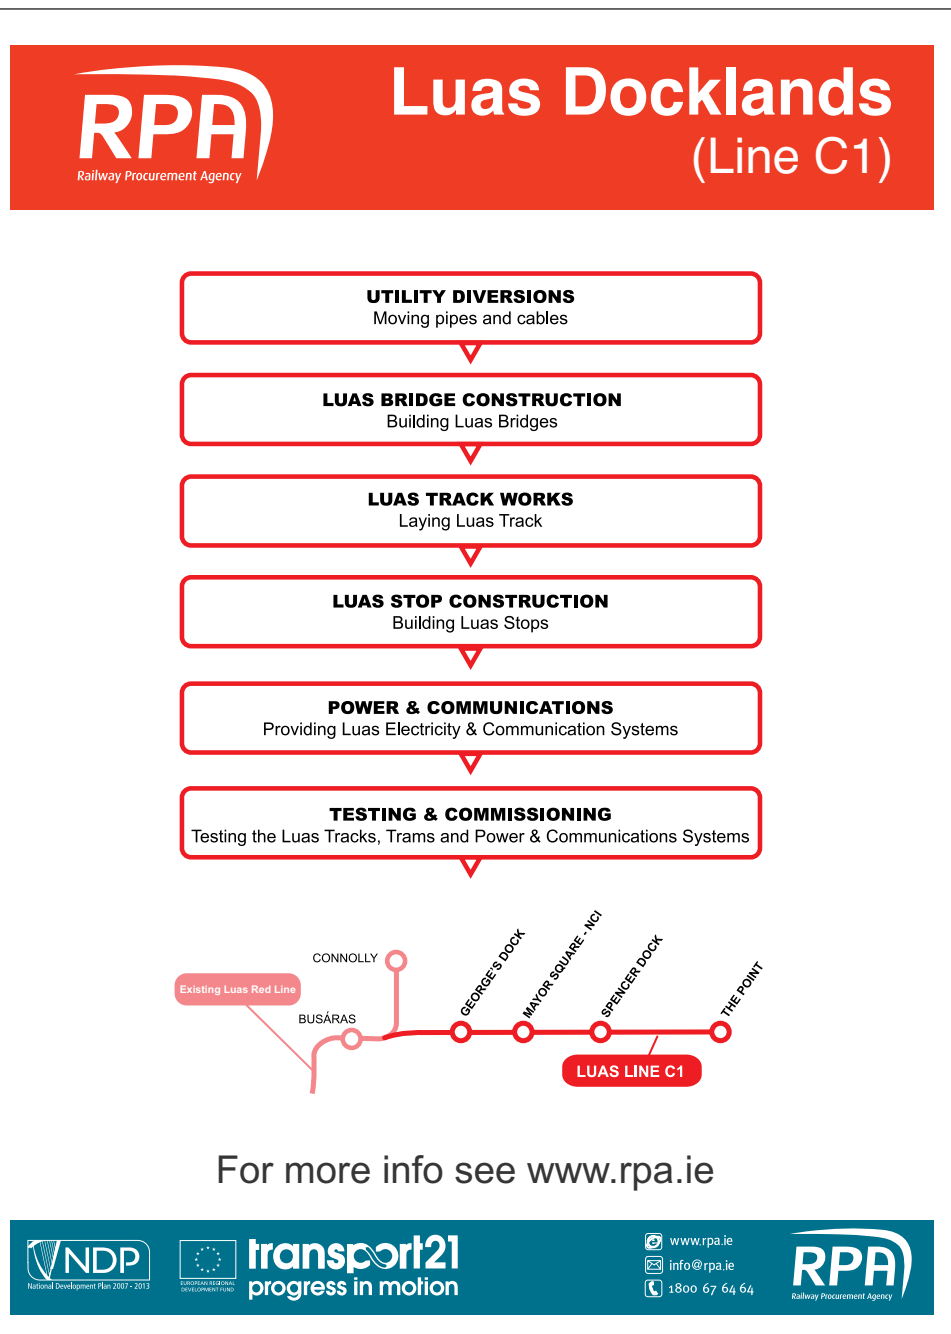 RPA
Railway Procurement Agency
Luas Docklands
(Line C1)
UTILITY DIVERSIONS
Moving pipes and cables
LUAS BRIDGE CONSTRUCTION
Building Luas Bridges
LUAS TRACK WORKS
Laying Luas Track
LUAS STOP CONSTRUCTION
Building Luas Stops
POWER & COMMUNICATIONS
Providing Luas Electricity & Communication Systems
TESTING & COMMISSIONING
Testing the Luas Tracks, Trams and Power & Communications Systems
CONNOLLY
Existing Luas Red Line
BUSÁRAS
GEORGE'S DOCK
MAYOR SQUARE - NCI
SPENCER DOCK
THE POINT
LUAS LINE C1
For more info see www.rpa.ie
NDP
National Development Plan 2007 - 2013
EUROPEAN REGIONAL
DEVELOPMENT FUND
transport21
progress in motion
www.rpa.ie
info@rpa.ie
1800 67 64 64
RPA
Railway Procurement Agency